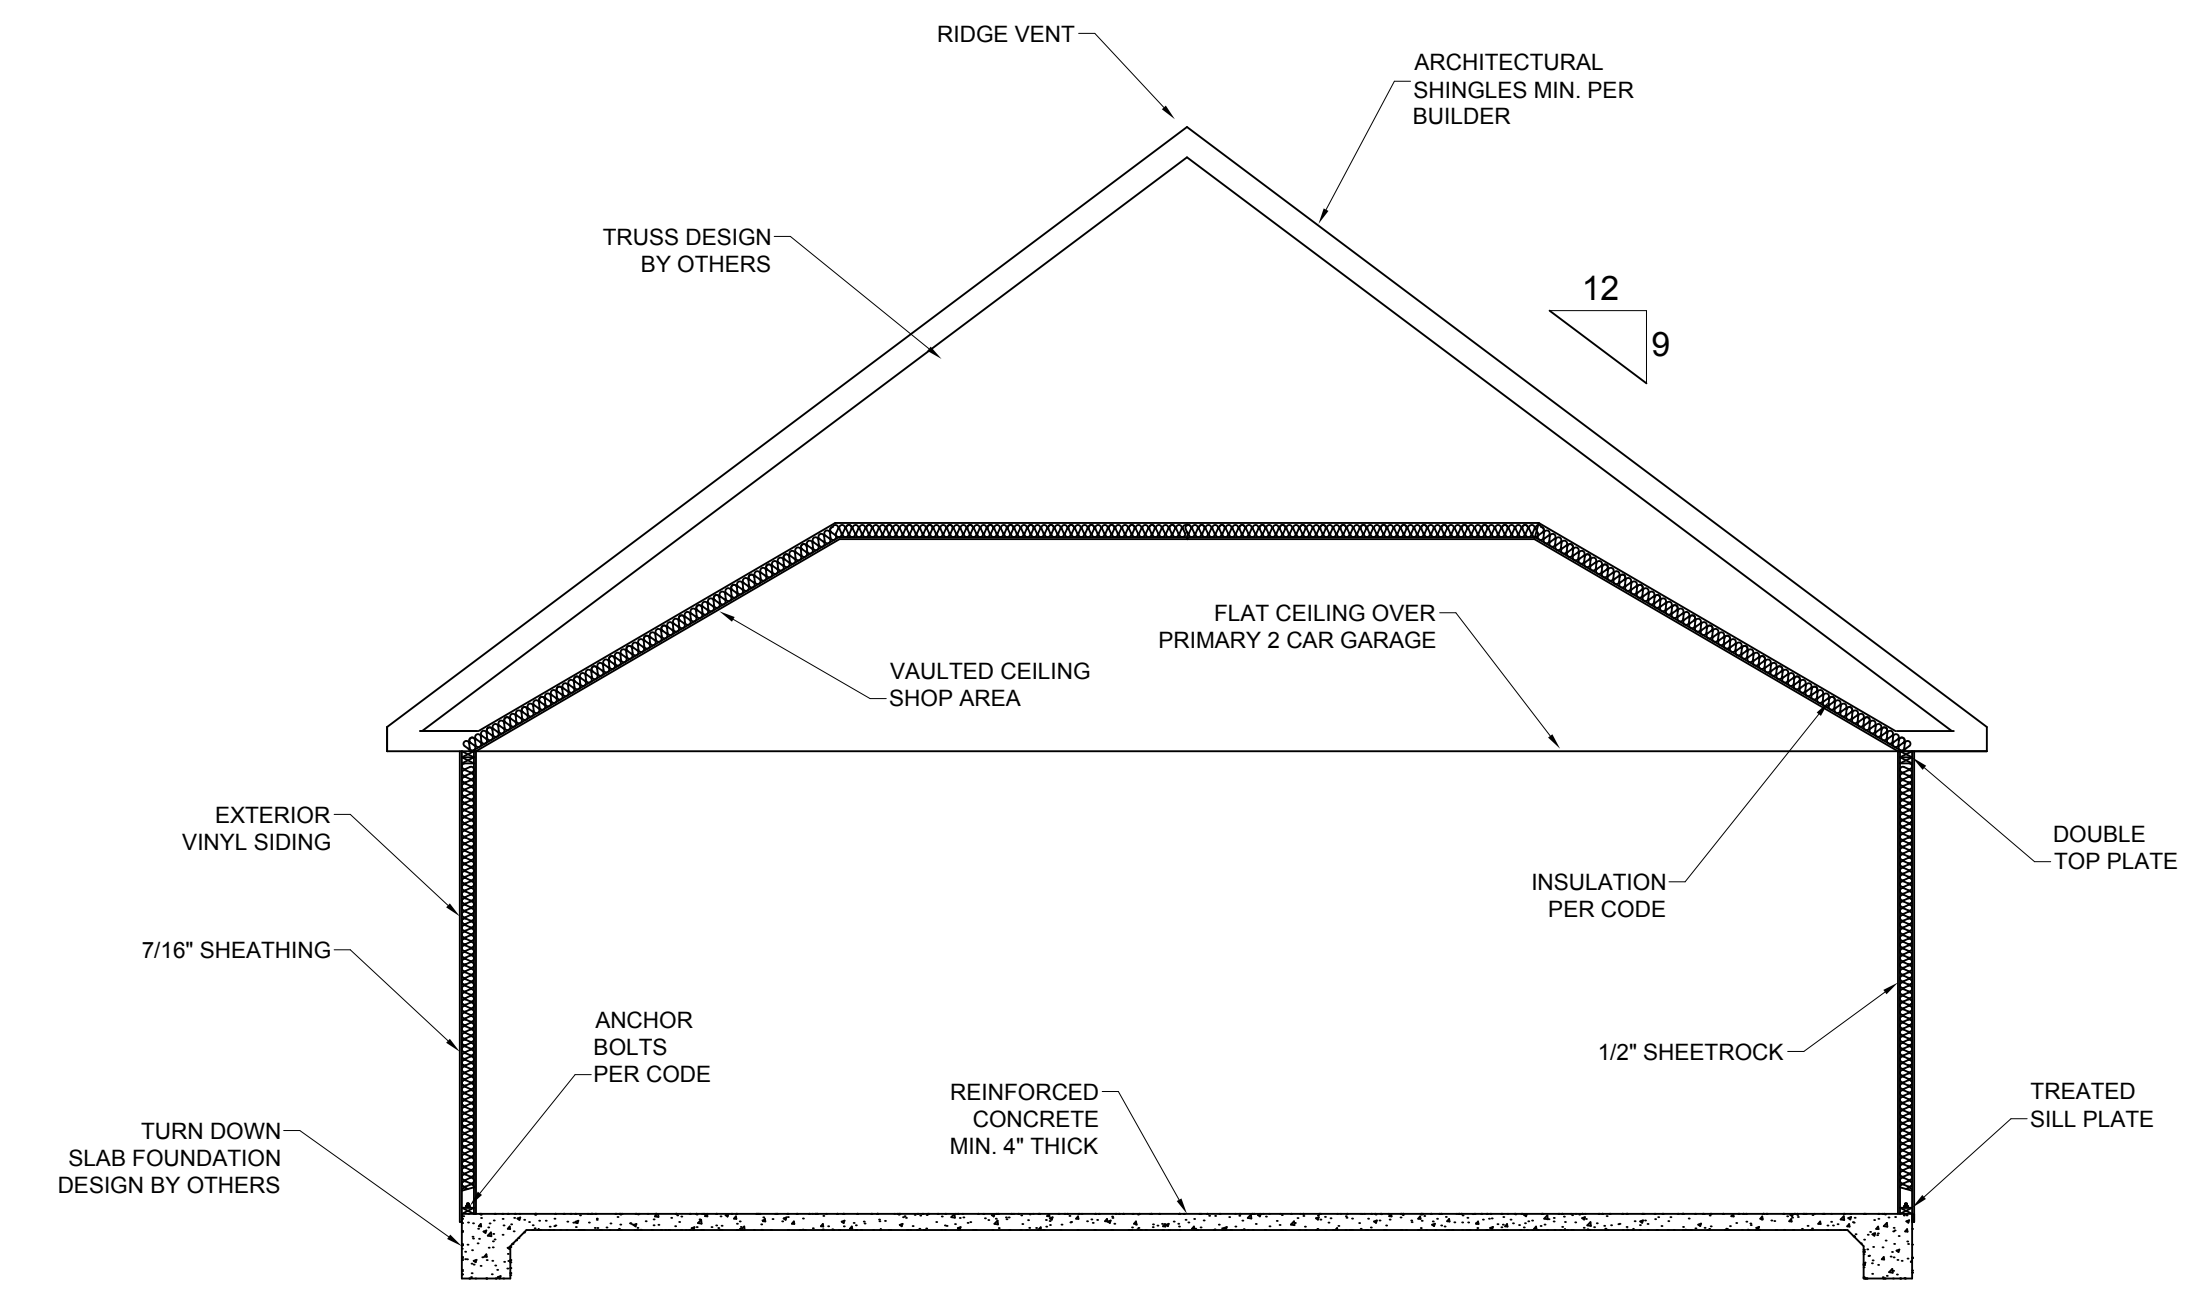 RIDGE VENT
ARCHITECTURAL
SHINGLES MIN. PER
BUILDER
TRUSS DESIGN
BY OTHERS
12
9
FLAT CEILING OVER
PRIMARY 2 CAR GARAGE
VAULTED CEILING
SHOP AREA
EXTERIOR
VINYL SIDING
DOUBLE
TOP PLATE
INSULATION
PER CODE
7/16" SHEATHING
ANCHOR
BOLTS
PER CODE
1/2" SHEETROCK
REINFORCED
CONCRETE
MIN. 4" THICK
TREATED
SILL PLATE
TURN DOWN
SLAB FOUNDATION
DESIGN BY OTHERS